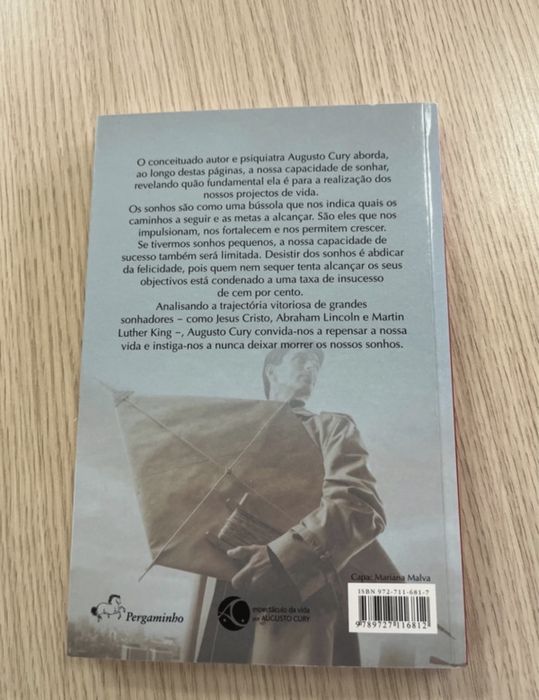 O conceituado autor e psiquiatra Augusto Cury aborda,
ao longo destas páginas, a nossa capacidade de sonhar,
revelando quão fundamental ela é para a realização dos
nossos projectos de vida.
Os sonhos são como uma bússola que nos indica quais os
caminhos a seguir e as metas a alcançar. São eles que nos
impulsionam, nos fortalecem e nos permitem crescer.
Se tivermos sonhos pequenos, a nossa capacidade de
sucesso também será limitada. Desistir dos sonhos é abdicar
da felicidade, pois quem nem sequer tenta alcançar os seus
objectivos está condenado a uma taxa de insucesso
de cem por cento.
Analisando a trajectória vitoriosa de grandes
sonhadores – como Jesus Cristo, Abraham Lincoln e Martin
Luther King –, Augusto Cury convida-nos a repensar a nossa
vida e instiga-nos a nunca deixar morrer os nossos sonhos.
Capa: Mariana Malva
ISBN 972-711-681-7
9789727116812
Pergaminho
espectáculo da vida
por AUGUSTO CURY